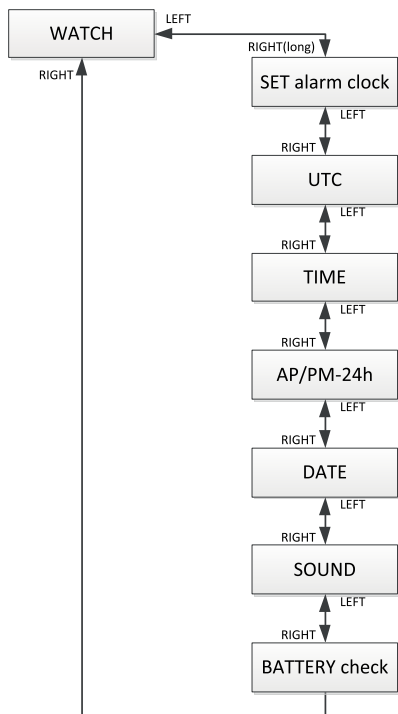 WATCH
LEFT
RIGHT(long)
RIGHT
SET alarm clock
LEFT
RIGHT
UTC
LEFT
RIGHT
TIME
LEFT
RIGHT
AP/PM-24h
LEFT
RIGHT
DATE
LEFT
RIGHT
SOUND
LEFT
RIGHT
BATTERY check